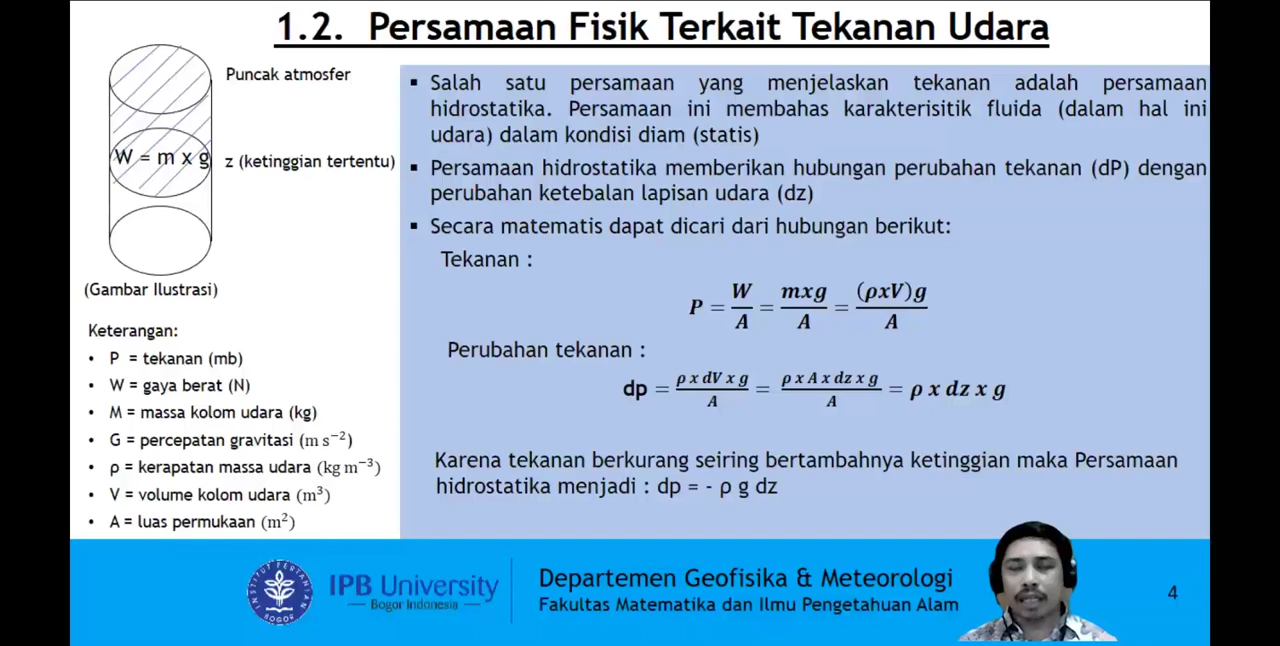 1.2. Persamaan Fisik Terkait Tekanan Udara
Puncak atmosfer
W = m x g
z (ketinggian tertentu)
(Gambar Ilustrasi)
Keterangan:
• P = tekanan (mb)
• W = gaya berat (N)
• M = massa kolom udara (kg)
• G = percepatan gravitasi (m s⁻²)
• ρ = kerapatan massa udara (kg m⁻³)
• V = volume kolom udara (m³)
• A = luas permukaan (m²)
▪ Salah satu persamaan yang menjelaskan tekanan adalah persamaan
hidrostatika. Persamaan ini membahas karakterisitik fluida (dalam hal ini
udara) dalam kondisi diam (statis)
▪ Persamaan hidrostatika memberikan hubungan perubahan tekanan (dP) dengan
perubahan ketebalan lapisan udara (dz)
▪ Secara matematis dapat dicari dari hubungan berikut:
Tekanan :
P = W/A = mxg/A = (ρxV)g/A
Perubahan tekanan :
dp = ρ x dV x g/A = ρ x A x dz x g/A = ρ x dz x g
Karena tekanan berkurang seiring bertambahnya ketinggian maka Persamaan
hidrostatika menjadi : dp = - ρ g dz
INSTITUT PERTANIAN
BOGOR
IPB University
Bogor Indonesia
Departemen Geofisika & Meteorologi
Fakultas Matematika dan Ilmu Pengetahuan Alam
4